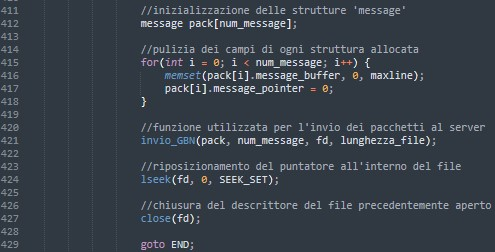 411 //inizializzazione delle strutture 'message'
412 message pack[num_message];
413
414 //pulizia dei campi di ogni struttura allocata
415 for(int i = 0; i < num_message; i++) {
416 memset(pack[i].message_buffer, 0, maxline);
417 pack[i].message_pointer = 0;
418 }
419
420 //funzione utilizzata per l'invio dei pacchetti al server
421 invio_GBN(pack, num_message, fd, lunghezza_file);
422
423 //riposizionamento del puntatore all'interno del file
424 lseek(fd, 0, SEEK_SET);
425
426 //chiusura del descrittore del file precedentemente aperto
427 close(fd);
428
429 goto END;